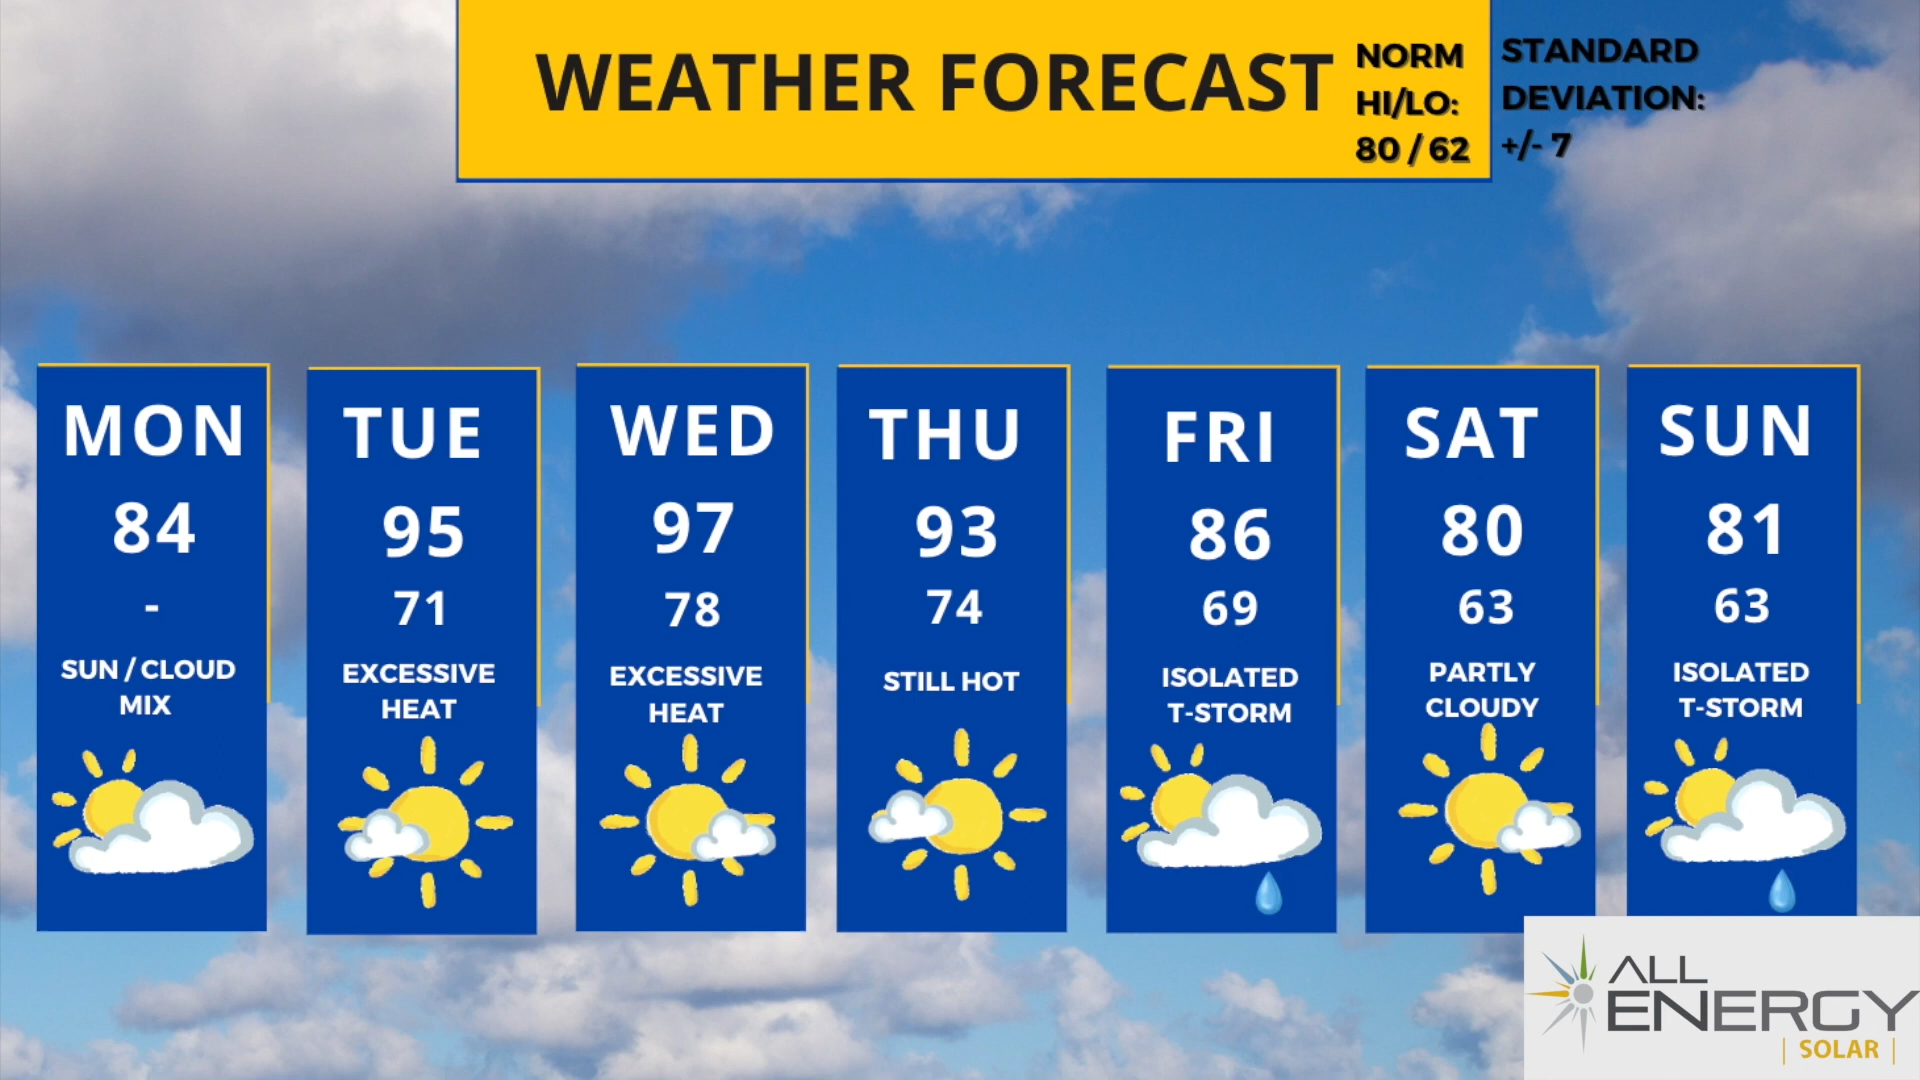 WEATHER FORECAST
NORM
HI/LO:
80 / 62
STANDARD
DEVIATION:
+/- 7
MON
84
-
SUN / CLOUD
MIX
TUE
95
71
EXCESSIVE
HEAT
WED
97
78
EXCESSIVE
HEAT
THU
93
74
STILL HOT
FRI
86
69
ISOLATED
T-STORM
SAT
80
63
PARTLY
CLOUDY
SUN
81
63
ISOLATED
T-STORM
ALL
ENERGY
| SOLAR |